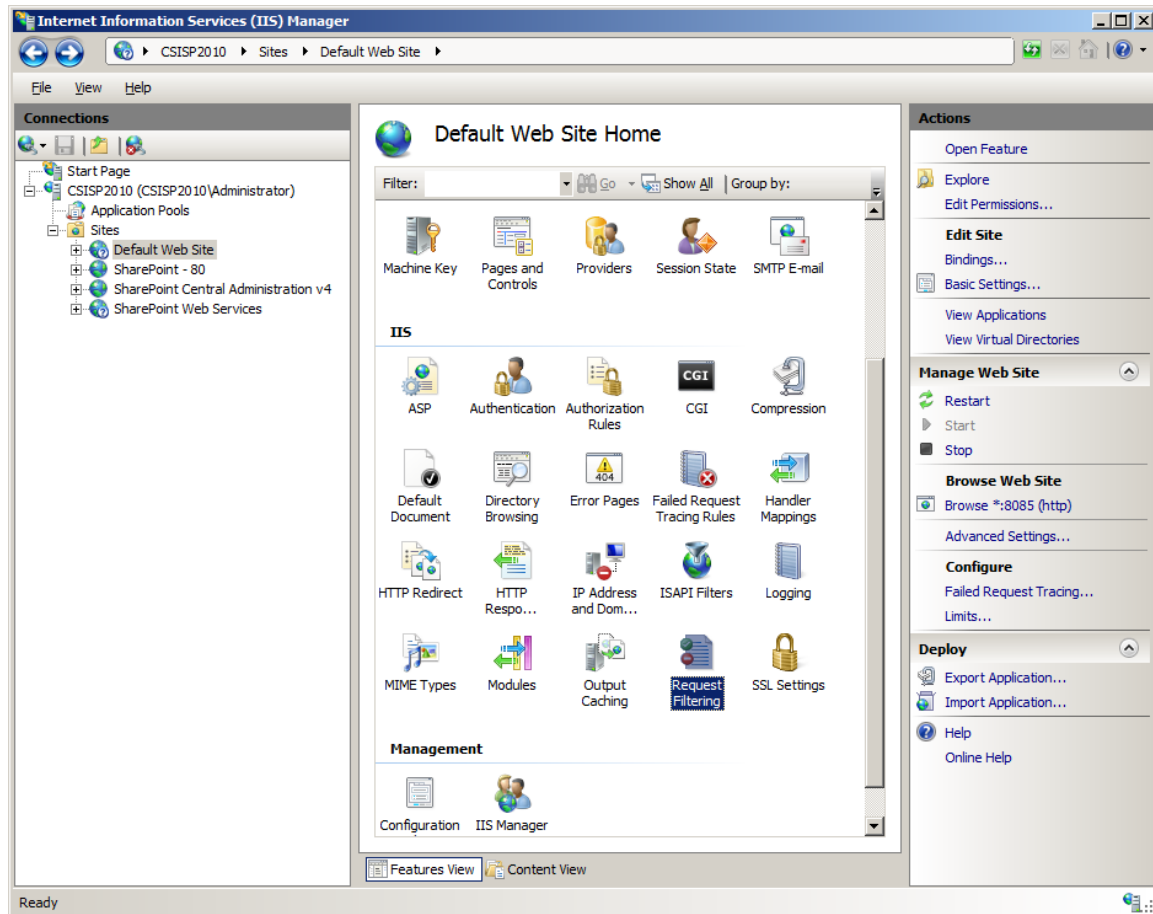 Internet Information Services (IIS) Manager
CSISP2010 Sites Default Web Site
File View Help
Connections
Start Page
CSISP2010 (CSISP2010\Administrator)
Application Pools
Sites
Default Web Site
SharePoint - 80
SharePoint Central Administration v4
SharePoint Web Services
Default Web Site Home
Filter: Go Show All Group by:
Machine Key
Pages and
Controls
Providers
Session State
SMTP E-mail
IIS
ASP
Authentication
Authorization
Rules
CGI
CGI
Compression
Default
Document
Directory
Browsing
404
Error Pages
Failed Request
Tracing Rules
Handler
Mappings
HTTP Redirect
HTTP
Respo...
IP Address
and Dom...
ISAPI Filters
Logging
MIME Types
Modules
Output
Caching
Request
Filtering
SSL Settings
Management
Configuration
IIS Manager
Features View
Content View
Actions
Open Feature
Explore
Edit Permissions...
Edit Site
Bindings...
Basic Settings...
View Applications
View Virtual Directories
Manage Web Site
Restart
Start
Stop
Browse Web Site
Browse *:8085 (http)
Advanced Settings...
Configure
Failed Request Tracing...
Limits...
Deploy
Export Application...
Import Application...
Help
Online Help
Ready